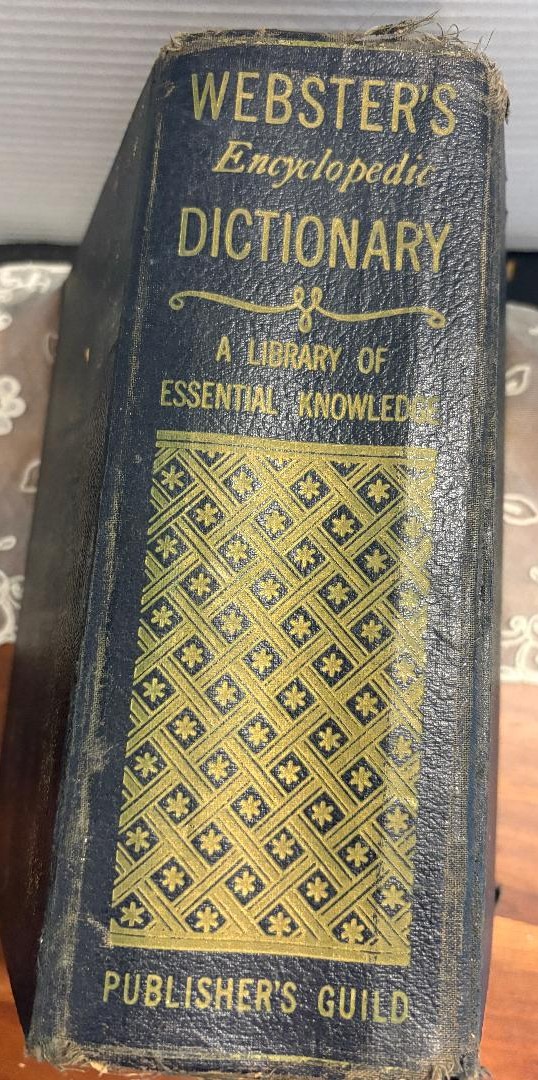 WEBSTER'S
Encyclopedic
DICTIONARY
A LIBRARY OF
ESSENTIAL KNOWLEDGE
PUBLISHER'S GUILD